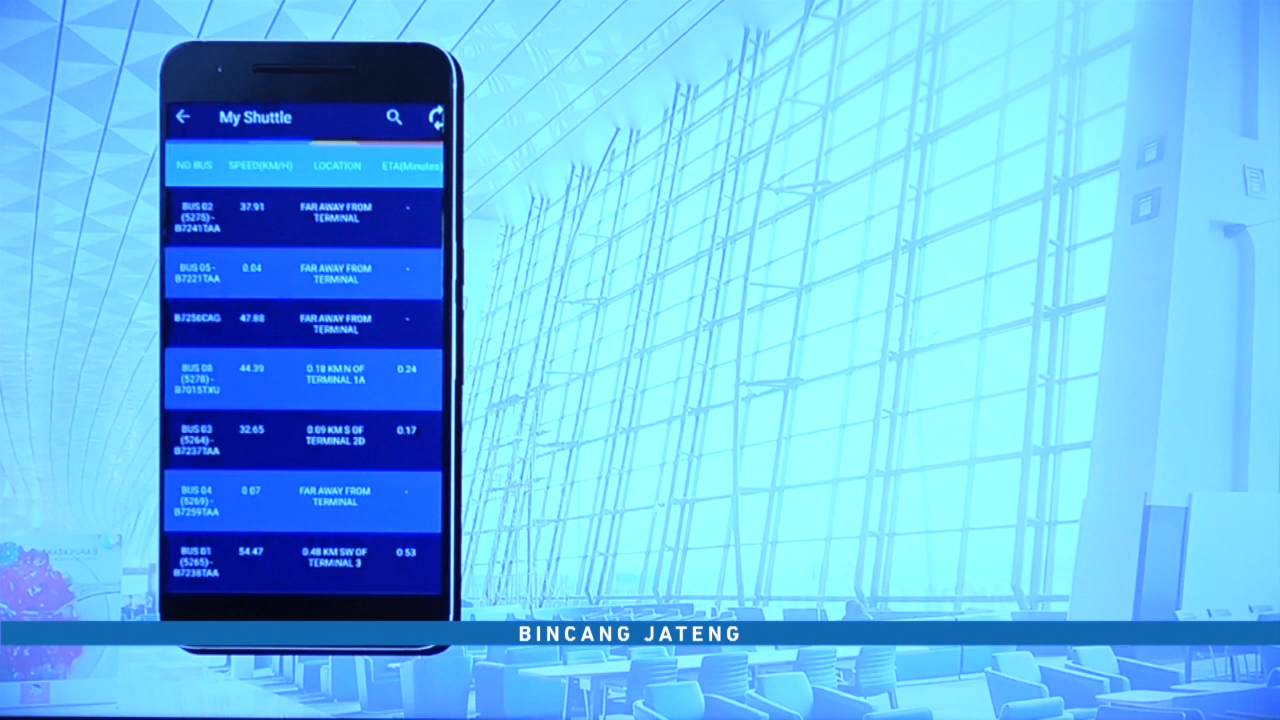 My Shuttle
NO BUS SPEED(KM/H) LOCATION ETA(Minutes)
BUS 02 37.91 FAR AWAY FROM -
(5275) - TERMINAL
B7241TAA
BUS 05 - 0.04 FAR AWAY FROM -
B7221TAA TERMINAL
B7256CAG 47.88 FAR AWAY FROM -
TERMINAL
BUS 08 44.39 0.18 KM N OF 0.24
(5278) - TERMINAL 1A
B7015TXU
BUS 03 32.65 0.09 KM S OF 0.17
(5264) - TERMINAL 2D
B7237TAA
BUS 04 0.07 FAR AWAY FROM -
(5269) - TERMINAL
B7259TAA
BUS 01 54.47 0.48 KM SW OF 0.53
(5265) - TERMINAL 3
B7238TAA
BINCANG JATENG